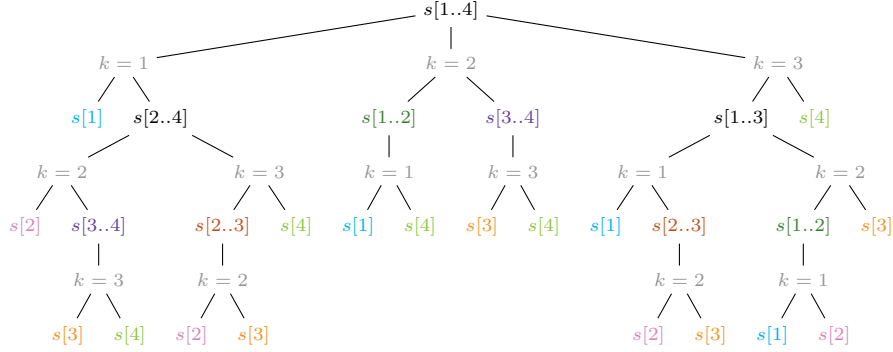 s[1..4]
k = 1 k = 2 k = 3
s[1] s[2..4] s[1..2] s[3..4] s[1..3] s[4]
k = 2 k = 3 k = 1 k = 3 k = 1 k = 2
s[2] s[3..4] s[2..3] s[4] s[1] s[4] s[3] s[4] s[1] s[2..3] s[1..2] s[3]
k = 3 k = 2 k = 2 k = 1
s[3] s[4] s[2] s[3] s[2] s[3] s[1] s[2]